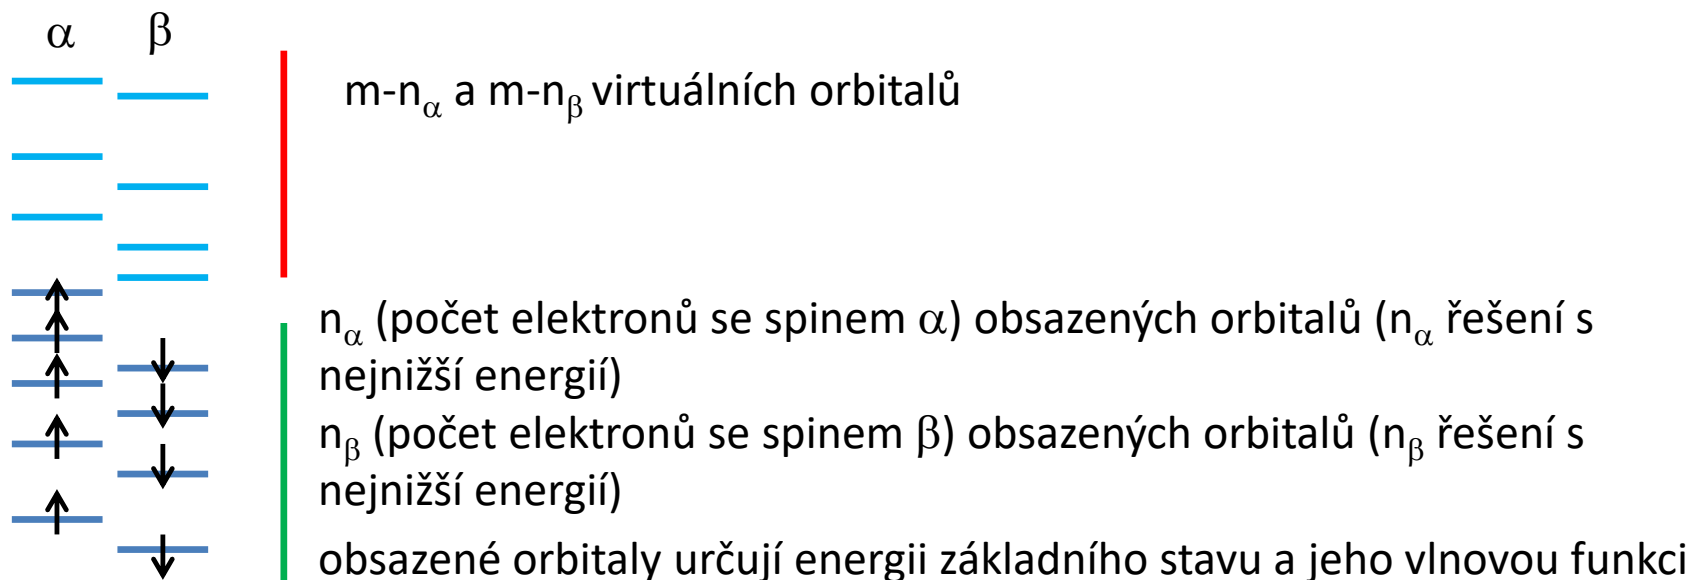 α β
m-nα a m-nβ virtuálních orbitalů
nα (počet elektronů se spinem α) obsazených orbitalů (nα řešení s
nejnižší energií)
nβ (počet elektronů se spinem β) obsazených orbitalů (nβ řešení s
nejnižší energií)
obsazené orbitaly určují energii základního stavu a jeho vlnovou funkci